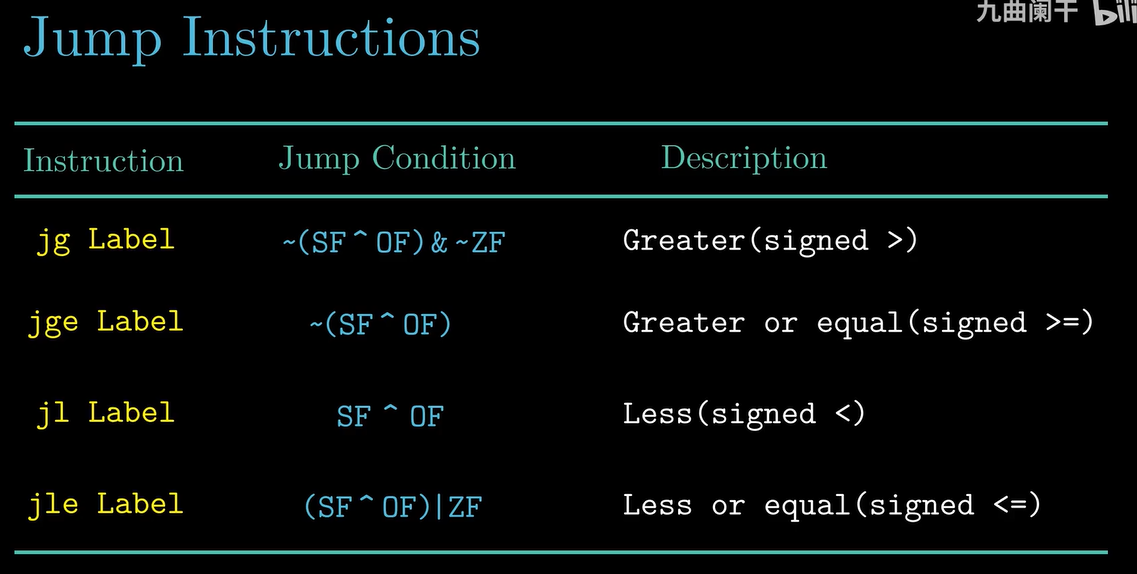 九曲阑干 bili
Jump Instructions
Instruction Jump Condition Description
jg Label ~(SF ^ OF) & ~ZF Greater(signed >)
jge Label ~(SF ^ OF) Greater or equal(signed >=)
jl Label SF ^ OF Less(signed <)
jle Label (SF ^ OF)|ZF Less or equal(signed <=)